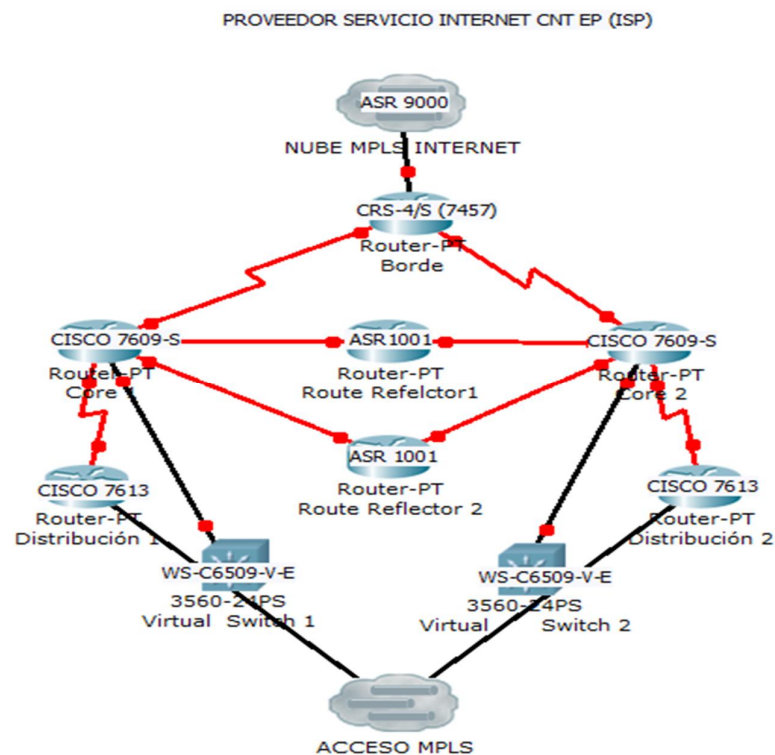 PROVEEDOR SERVICIO INTERNET CNT EP (ISP)
ASR 9000
NUBE MPLS INTERNET
CRS-4/S (7457)
Router-PT
Borde
CISCO 7609-S
Router-PT
Core 1
ASR1001
Router-PT
Route Refelctor1
CISCO 7609-S
Router-PT
Core 2
ASR 1001
Router-PT
Route Reflector 2
CISCO 7613
Router-PT
Distribución 1
CISCO 7613
Router-PT
Distribución 2
WS-C6509-V-E
3560-24PS
Virtual Switch 1
WS-C6509-V-E
3560-24PS
Virtual Switch 2
ACCESO MPLS